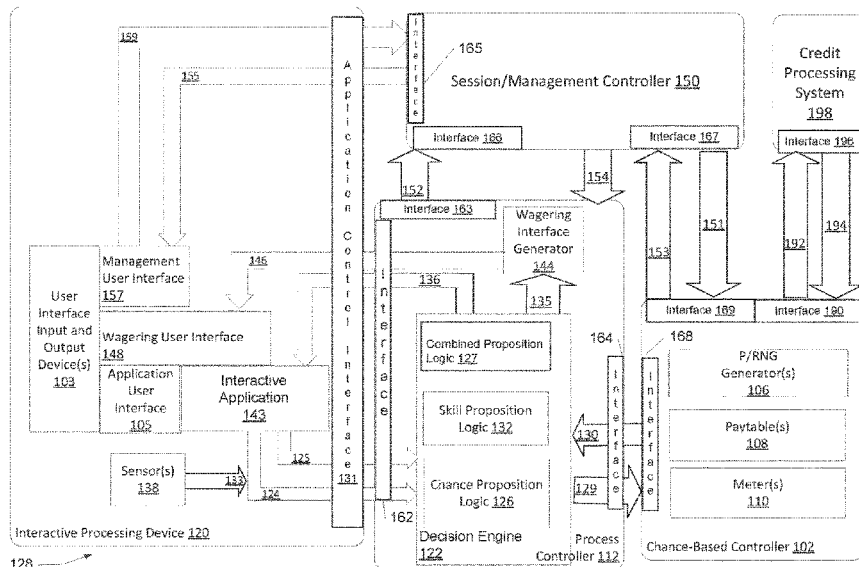 159
155
Interface
165
Session/Management Controller 150
Credit
Processing
System
198
Interface 166
Interface 167
Interface 196
152
154
153
151
192
194
Interface 163
Wagering
Interface
Generator
144
135
146
136
Application Control Interface
131
Interface
162
Management
User Interface
157
User
Interface
Input and
Output
Device(s)
103
Wagering User Interface
148
Application
User
Interface
105
Interactive
Application
143
125
124
Sensor(s)
138
133
Interactive Processing Device 120
128
Combined Proposition
Logic 127
Skill Proposition
Logic 132
Chance Proposition
Logic 126
Decision Engine
122
Process
Controller 112
164
Interface
130
129
168
Interface
Interface 169
Interface 190
P/RNG
Generator(s)
106
Paytable(s)
108
Meter(s)
110
Chance-Based Controller 102